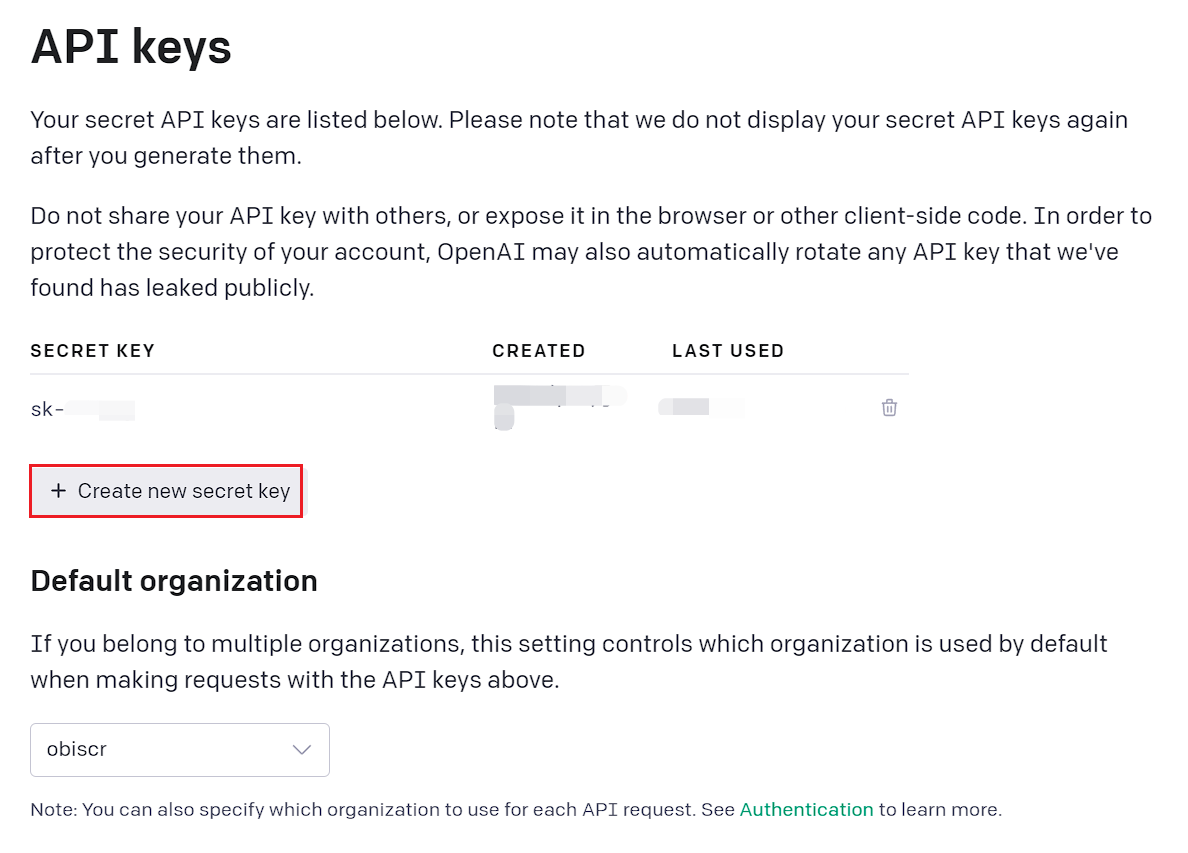 API keys
Your secret API keys are listed below. Please note that we do not display your secret API keys again
after you generate them.
Do not share your API key with others, or expose it in the browser or other client-side code. In order to
protect the security of your account, OpenAI may also automatically rotate any API key that we've
found has leaked publicly.
SECRET KEY CREATED LAST USED
sk-
+ Create new secret key
Default organization
If you belong to multiple organizations, this setting controls which organization is used by default
when making requests with the API keys above.
obiscr
Note: You can also specify which organization to use for each API request. See Authentication to learn more.